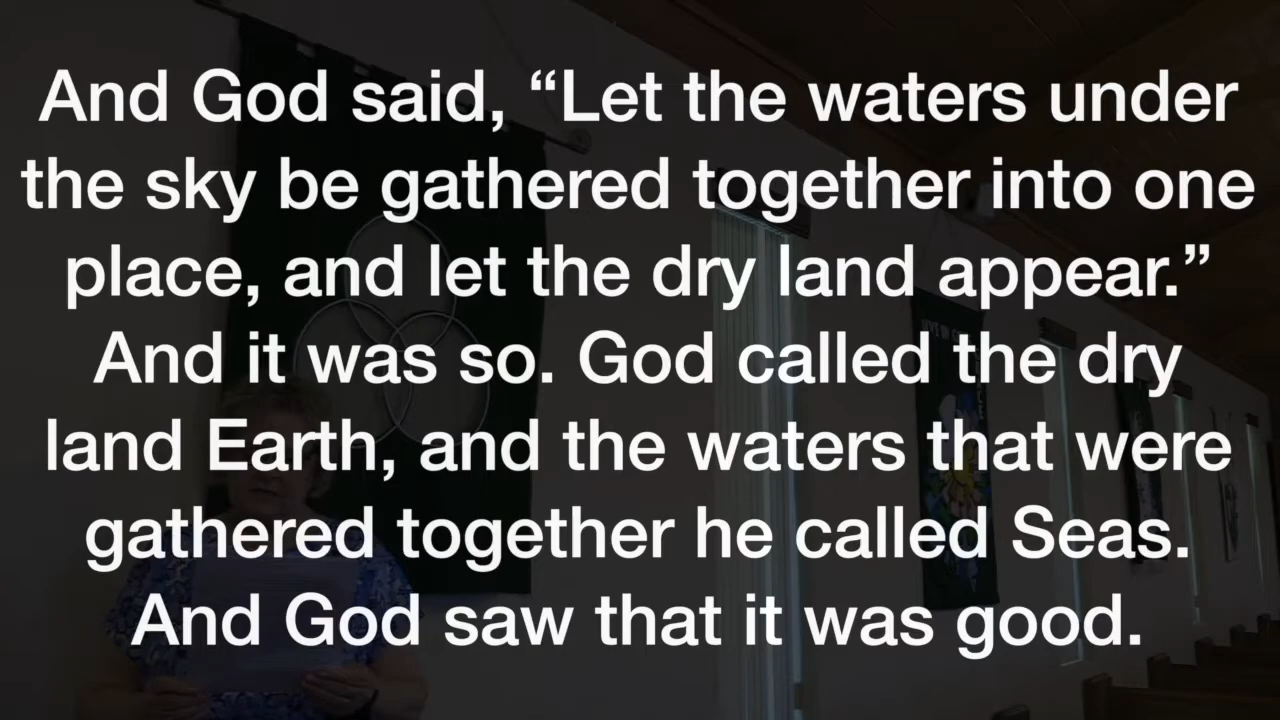 And God said, “Let the waters under
the sky be gathered together into one
place, and let the dry land appear.”
And it was so. God called the dry
land Earth, and the waters that were
gathered together he called Seas.
And God saw that it was good.